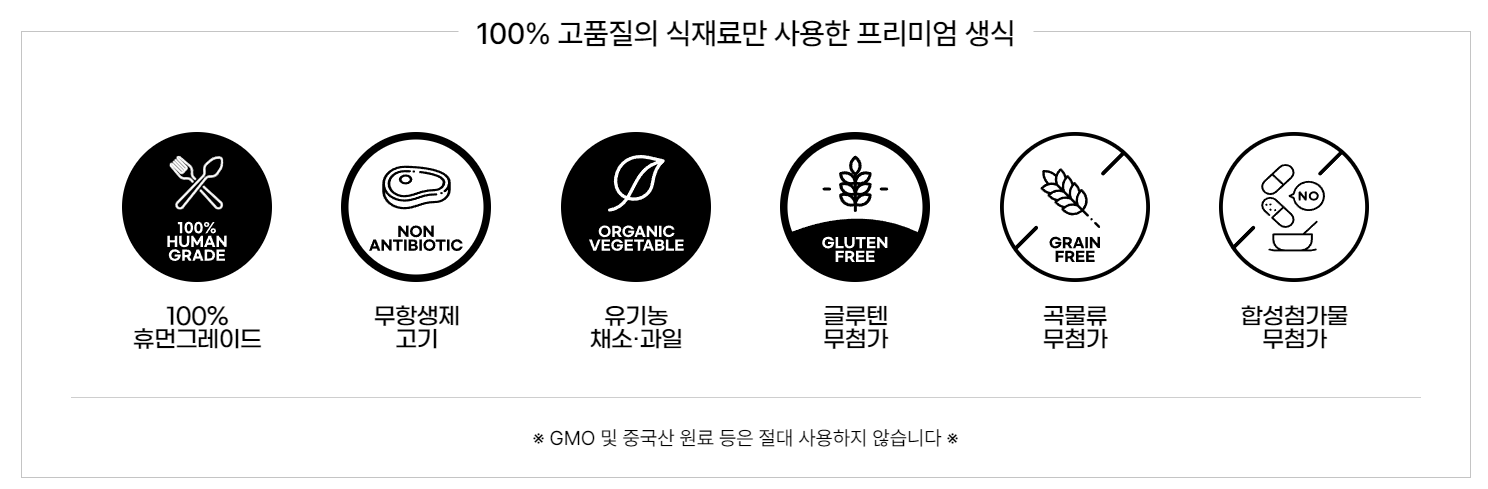 100% 고품질의 식재료만 사용한 프리미엄 생식
100%
HUMAN
GRADE
100%
휴먼그레이드
NON
ANTIBIOTIC
무항생제
고기
ORGANIC
VEGETABLE
유기농
채소·과일
GLUTEN
FREE
글루텐
무첨가
GRAIN
FREE
곡물류
무첨가
NO
합성첨가물
무첨가
※ GMO 및 중국산 원료 등은 절대 사용하지 않습니다 ※